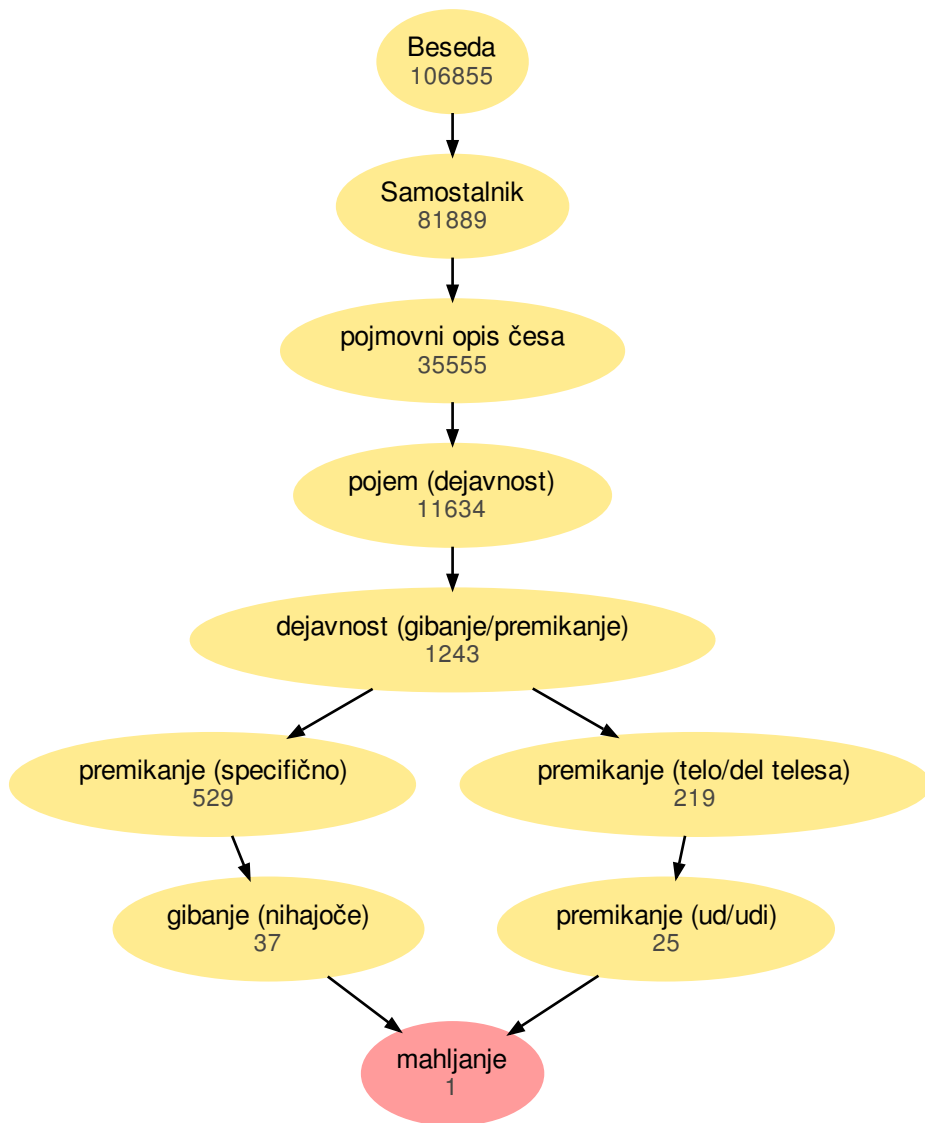 Beseda
106855
Samostalnik
81889
pojmovni opis česa
35555
pojem (dejavnost)
11634
dejavnost (gibanje/premikanje)
1243
premikanje (specifično)
529
premikanje (telo/del telesa)
219
gibanje (nihajoče)
37
premikanje (ud/udi)
25
mahljanje
1